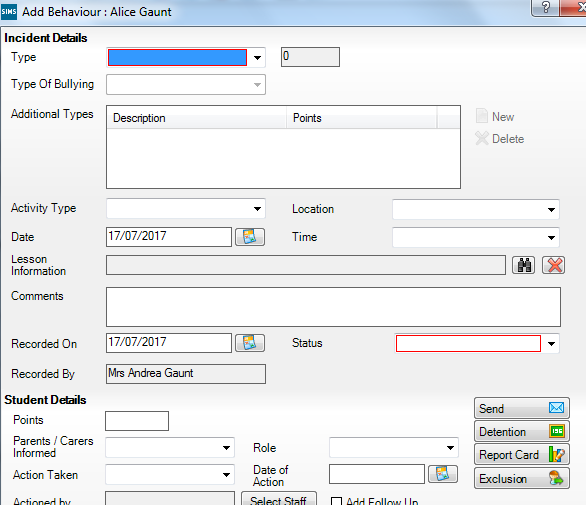 SIMS Add Behaviour : Alice Gaunt ?
Incident Details
Type 0
Type Of Bullying
Additional Types Description Points New
Delete
Activity Type Location
Date 17/07/2017 Time
Lesson
Information
Comments
Recorded On 17/07/2017 Status
Recorded By Mrs Andrea Gaunt
Student Details
Points Send
Detention
Parents / Carers
Informed Role Report Card
Action Taken Date of
Action Exclusion
Actioned by Select Staff Add Follow Up